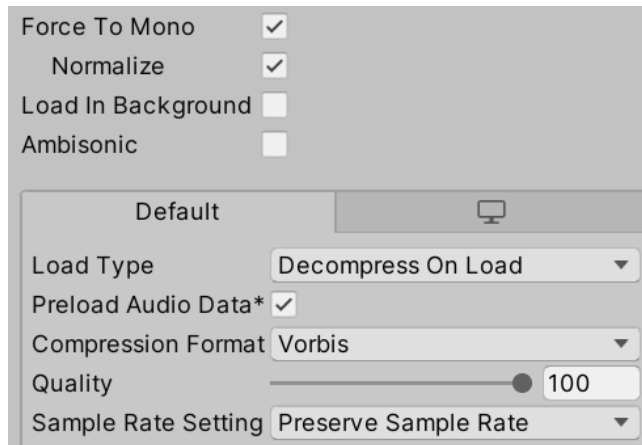 Force To Mono
Normalize
Load In Background
Ambisonic
Default
Load Type Decompress On Load
Preload Audio Data*
Compression Format Vorbis
Quality 100
Sample Rate Setting Preserve Sample Rate